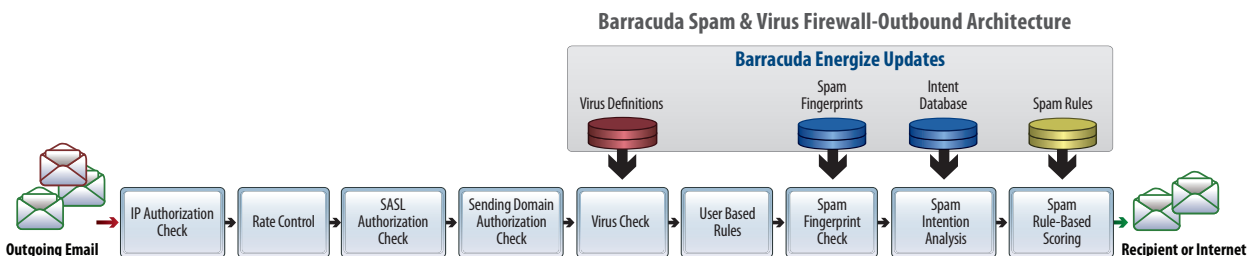 Barracuda Spam & Virus Firewall-Outbound Architecture
Barracuda Energize Updates
Virus Definitions
Spam
Fingerprints
Intent
Database
Spam Rules
Outgoing Email
IP Authorization
Check
Rate Control
SASL
Authorization
Check
Sending Domain
Authorization
Check
Virus Check
User Based
Rules
Spam
Fingerprint
Check
Spam
Intention
Analysis
Spam
Rule-Based
Scoring
Recipient or Internet